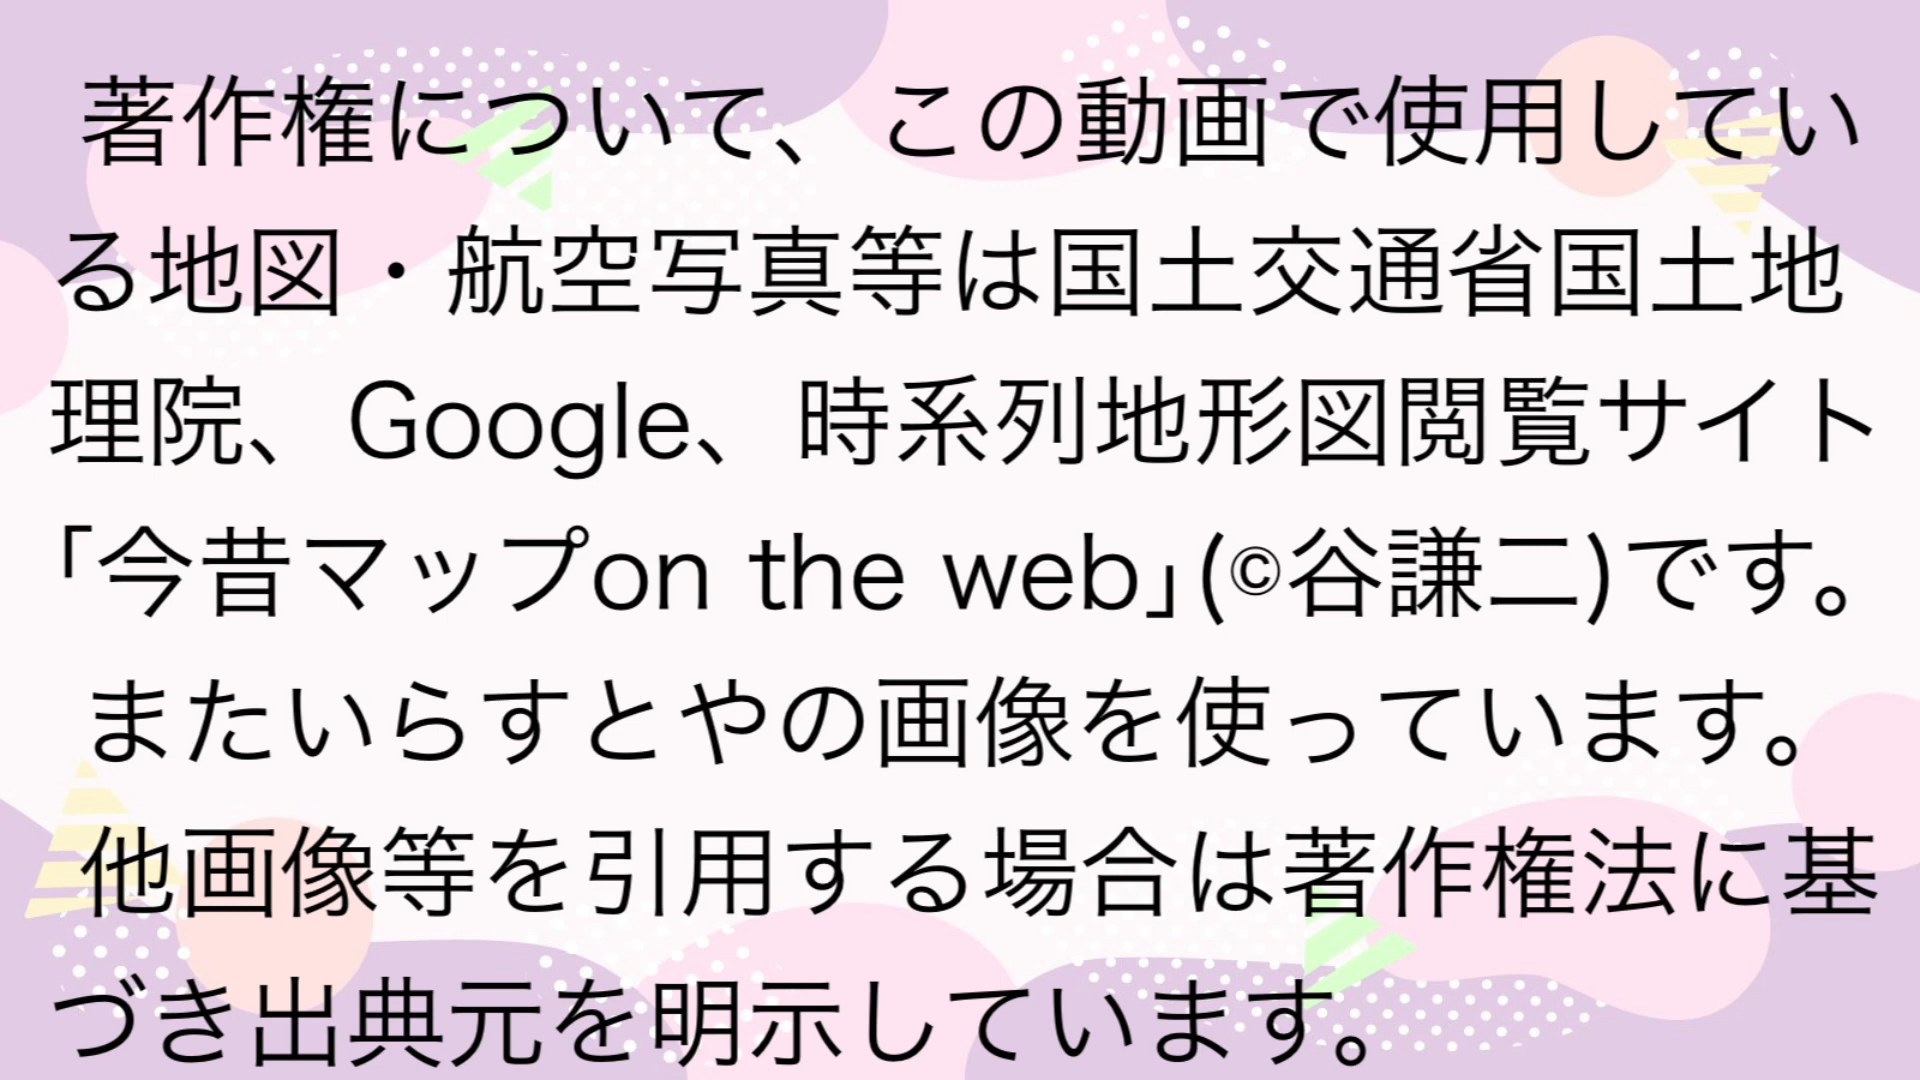 著作権について、この動画で使用してい
る地図・航空写真等は国土交通省国土地
理院、Google、時系列地形図閲覧サイト
｢今昔マップon the web｣(©谷謙二)です。
またいらすとやの画像を使っています。
他画像等を引用する場合は著作権法に基
づき出典元を明示しています。